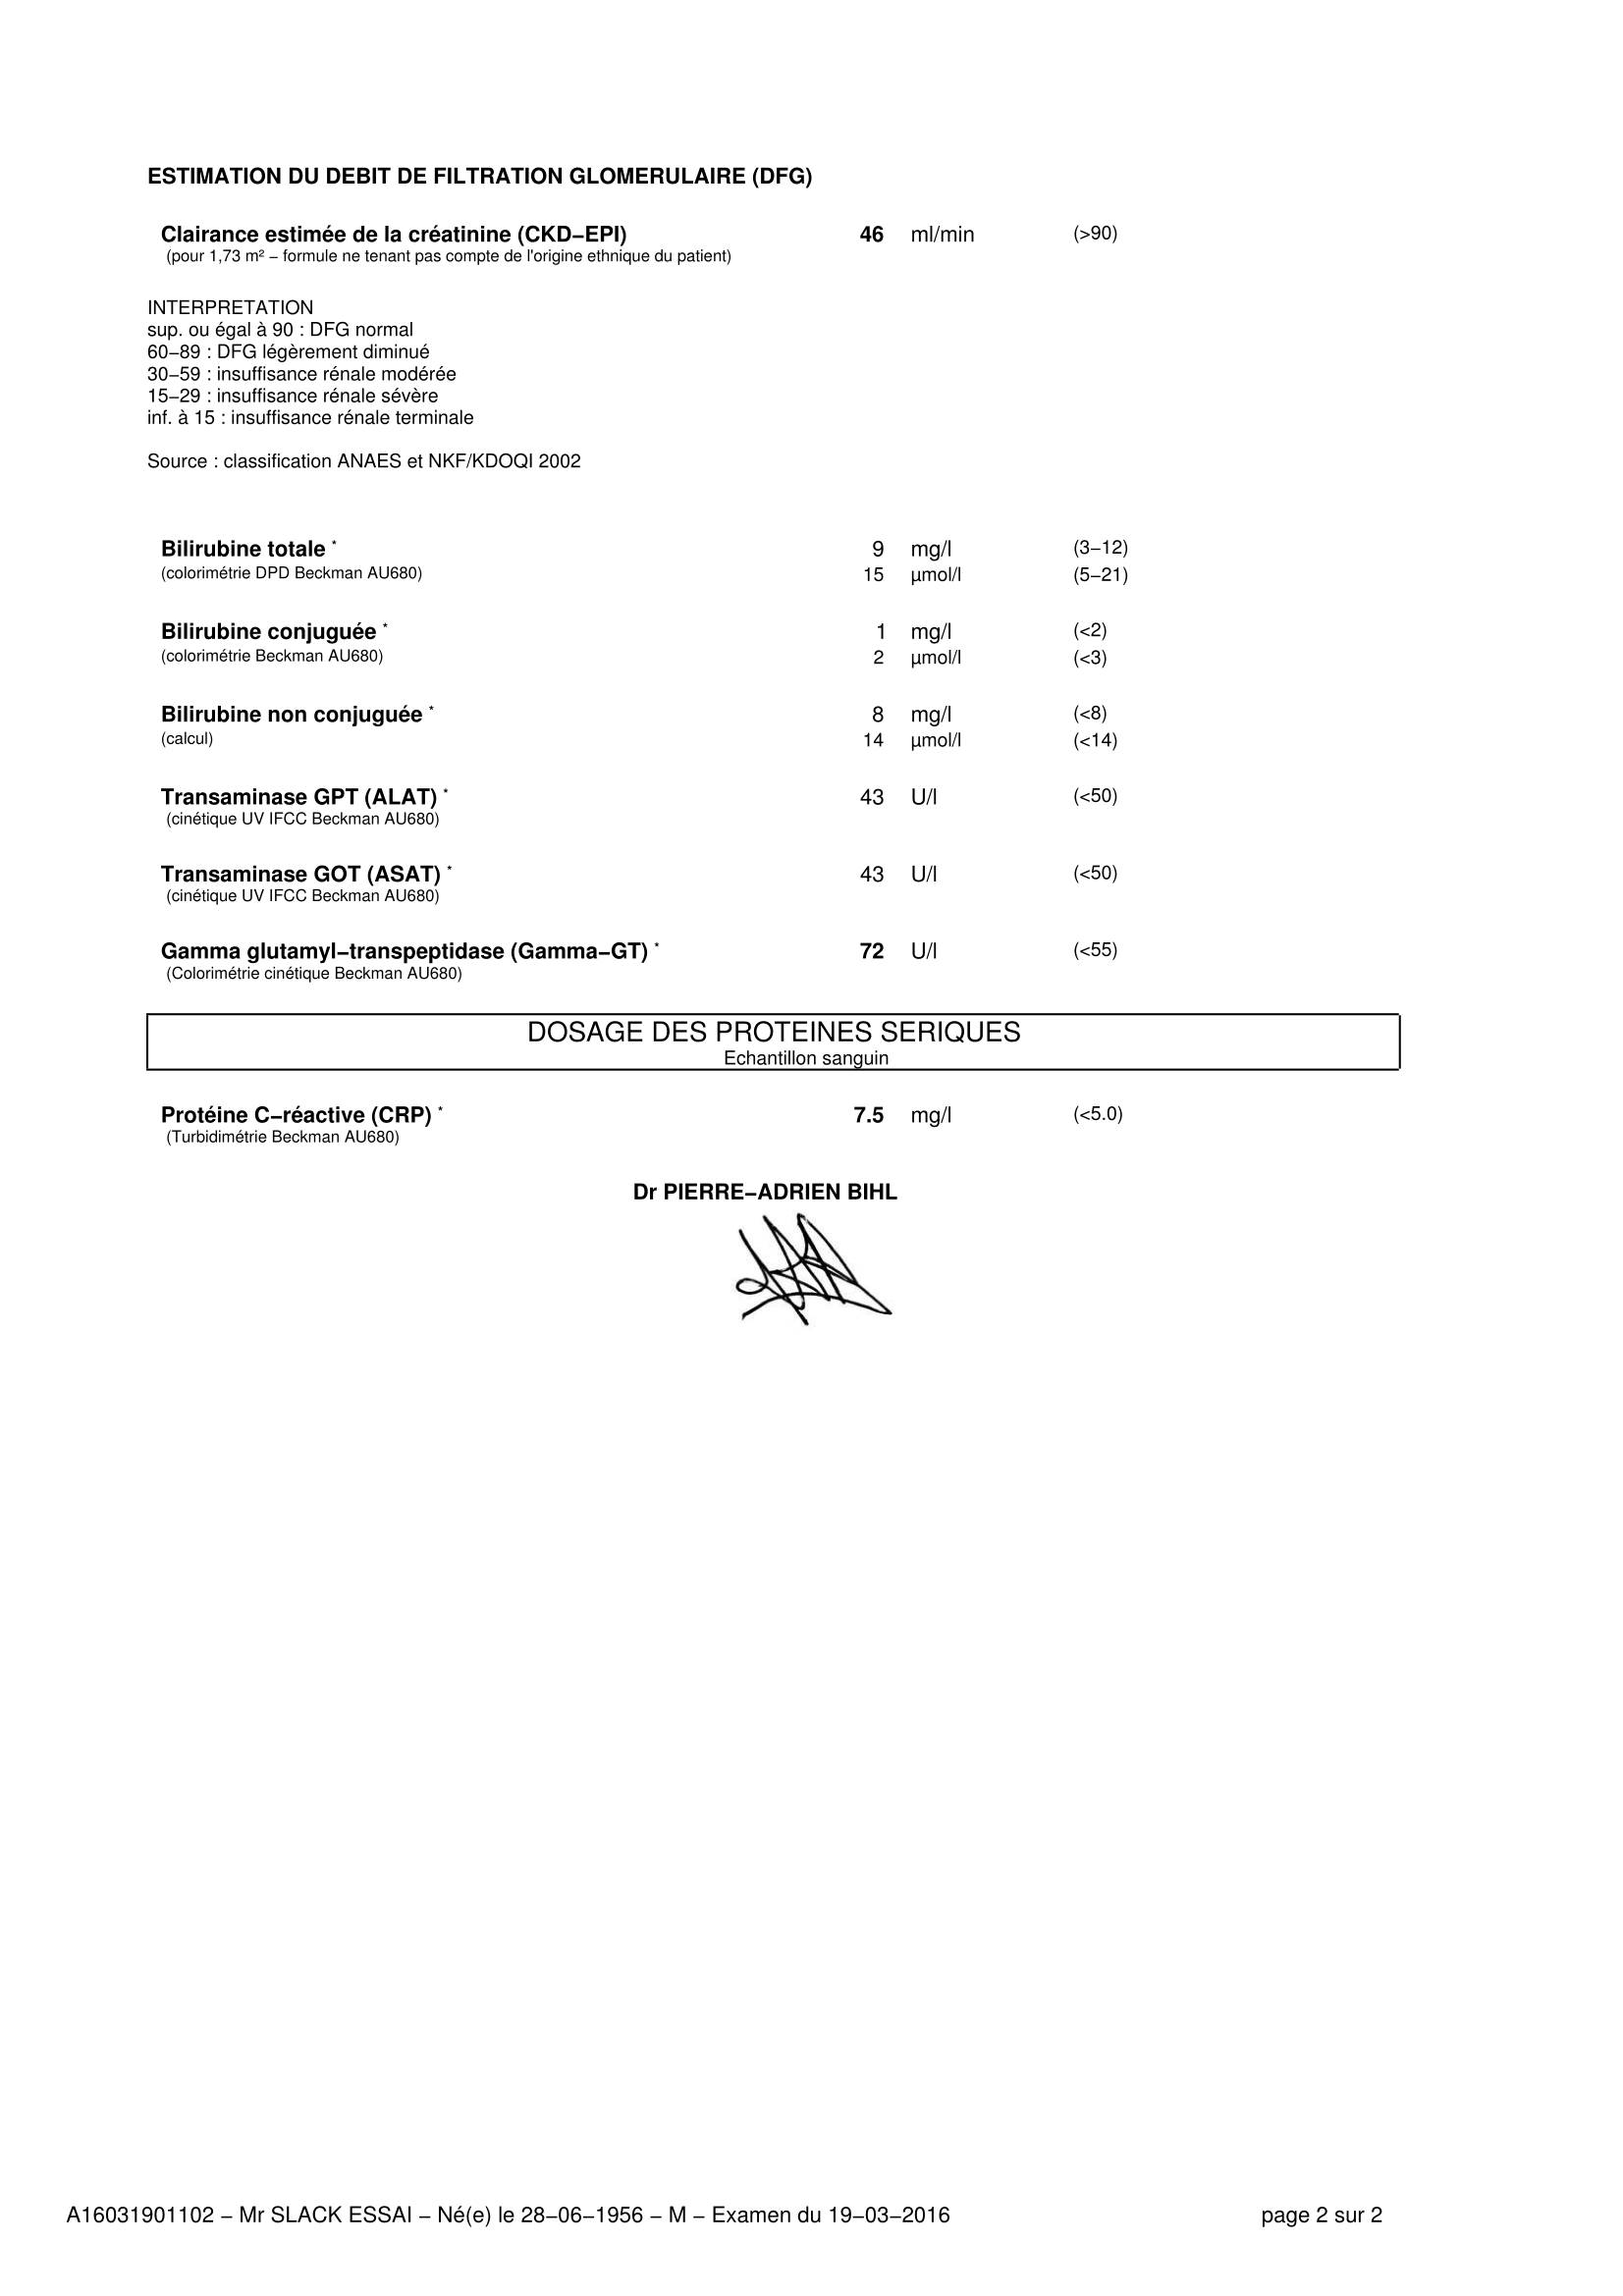 ESTIMATION DU DEBIT DE FILTRATION GLOMERULAIRE (DFG)
Clairance estimée de la créatinine (CKD−EPI) 46 ml/min (>90)
(pour 1,73 m² − formule ne tenant pas compte de l'origine ethnique du patient)
INTERPRETATION
sup. ou égal à 90 : DFG normal
60−89 : DFG légèrement diminué
30−59 : insuffisance rénale modérée
15−29 : insuffisance rénale sévère
inf. à 15 : insuffisance rénale terminale
Source : classification ANAES et NKF/KDOQI 2002
Bilirubine totale * 9 mg/l (3−12)
(colorimétrie DPD Beckman AU680) 15 µmol/l (5−21)
Bilirubine conjuguée * 1 mg/l (<2)
(colorimétrie Beckman AU680) 2 µmol/l (<3)
Bilirubine non conjuguée * 8 mg/l (<8)
(calcul) 14 µmol/l (<14)
Transaminase GPT (ALAT) * 43 U/l (<50)
(cinétique UV IFCC Beckman AU680)
Transaminase GOT (ASAT) * 43 U/l (<50)
(cinétique UV IFCC Beckman AU680)
Gamma glutamyl−transpeptidase (Gamma−GT) * 72 U/l (<55)
(Colorimétrie cinétique Beckman AU680)
DOSAGE DES PROTEINES SERIQUES
Echantillon sanguin
Protéine C−réactive (CRP) * 7.5 mg/l (<5.0)
(Turbidimétrie Beckman AU680)
Dr PIERRE−ADRIEN BIHL
A16031901102 − Mr SLACK ESSAI − Né(e) le 28−06−1956 − M − Examen du 19−03−2016 page 2 sur 2